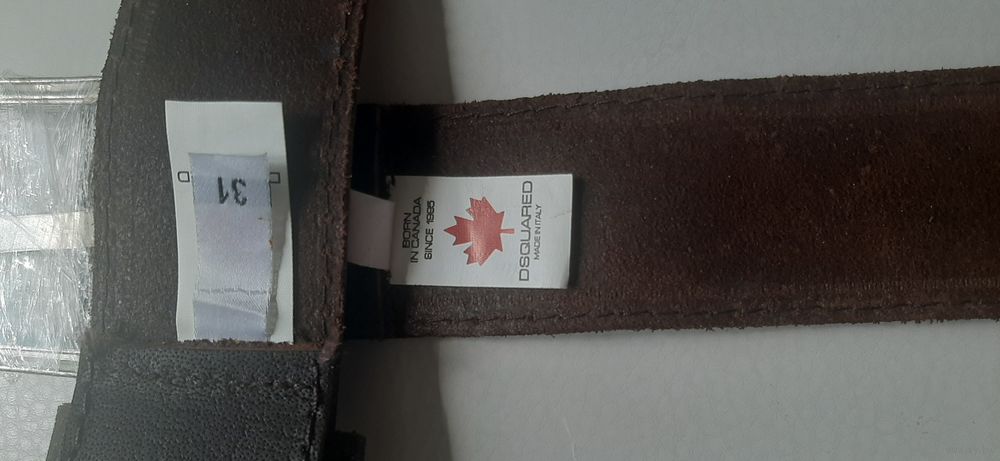 31
BORN
IN CANADA
SINCE 1995
DSQUARED
MADE IN ITALY